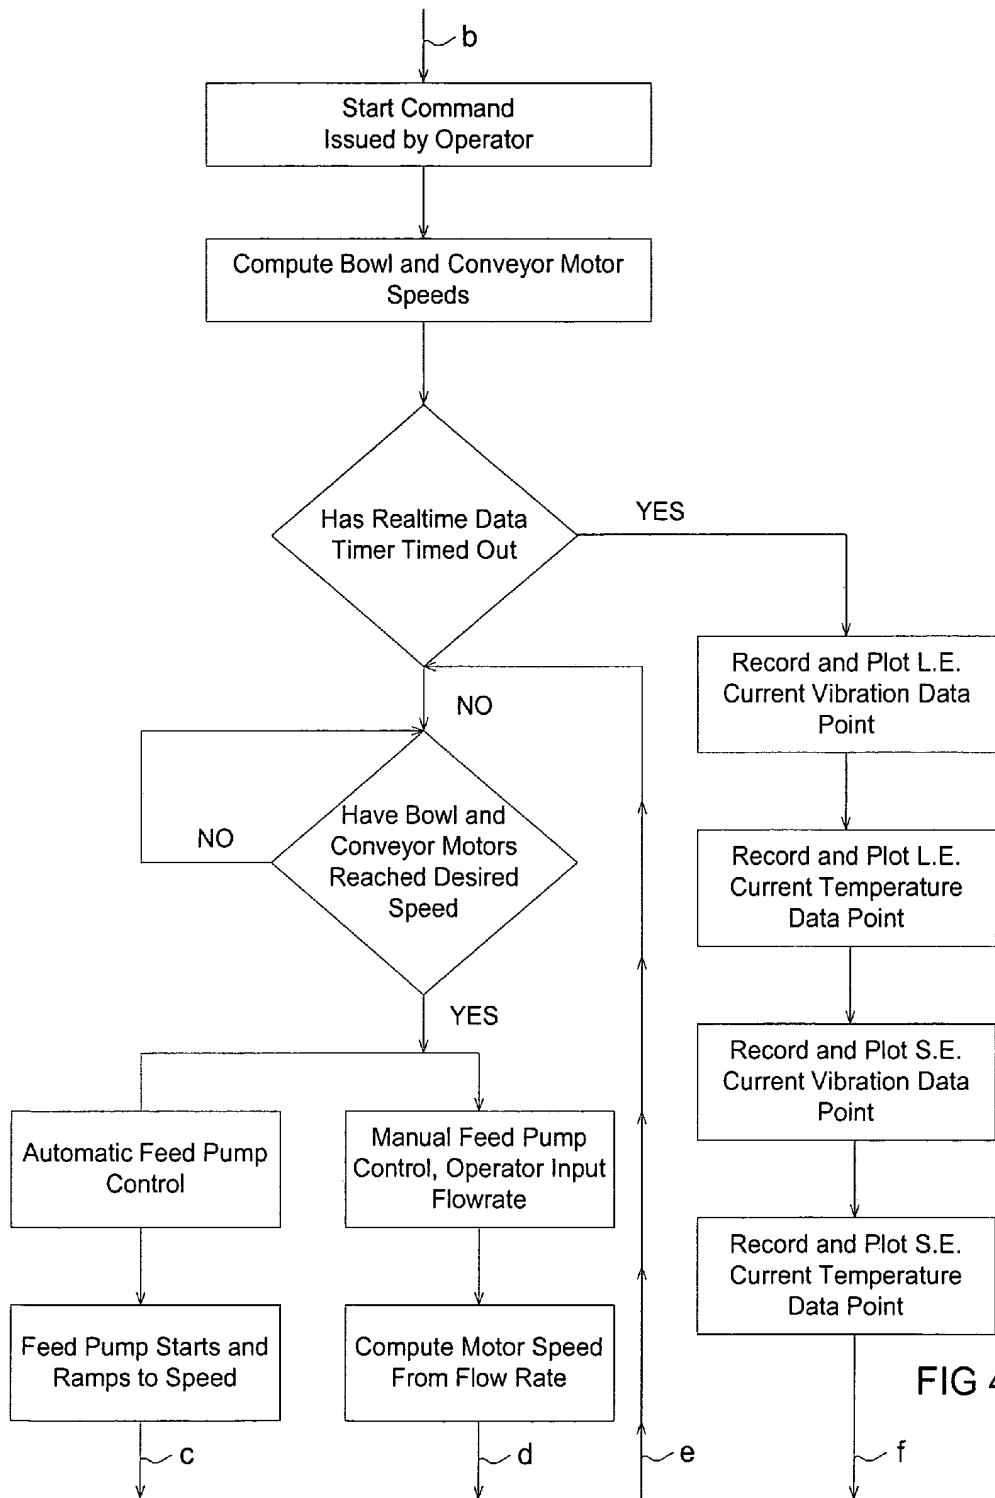 b
Start Command
Issued by Operator
Compute Bowl and Conveyor Motor
Speeds
Has Realtime Data
Timer Timed Out
YES
NO
Have Bowl and
Conveyor Motors
Reached Desired
Speed
NO
YES
Automatic Feed Pump
Control
Manual Feed Pump
Control, Operator Input
Flowrate
Feed Pump Starts and
Ramps to Speed
Compute Motor Speed
From Flow Rate
Record and Plot L.E.
Current Vibration Data
Point
Record and Plot L.E.
Current Temperature
Data Point
Record and Plot S.E.
Current Vibration Data
Point
Record and Plot S.E.
Current Temperature
Data Point
FIG 4
c
d
e
f